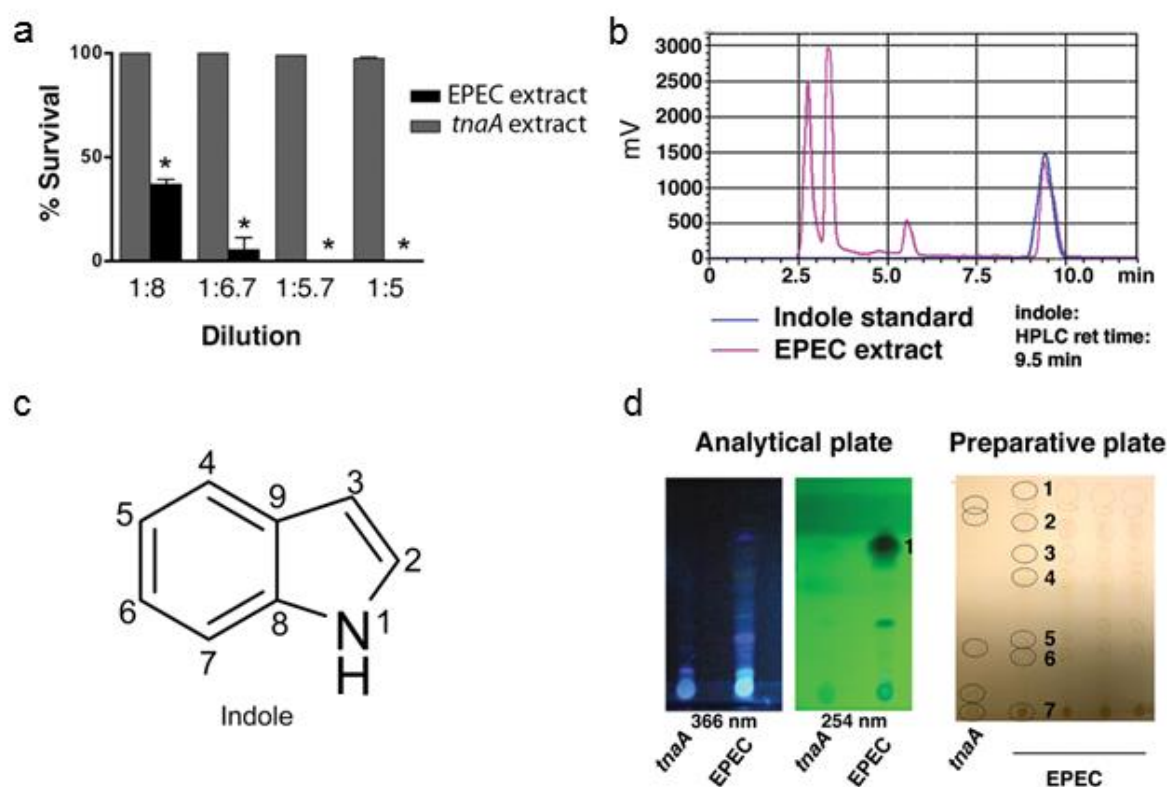 a
100
50
0
% Survival
* * * *
1:8 1:6.7 1:5.7 1:5
Dilution
EPEC extract
tnaA extract
b
3000
2500
2000
1500
1000
500
0
mV
0 2.5 5.0 7.5 10.0 min
Indole standard
EPEC extract
indole:
HPLC ret time:
9.5 min
c
4
3
9
5
2
6
8
1
7
N
H
Indole
d
Analytical plate
Preparative plate
1
366 nm
254 nm
tnaA
EPEC
tnaA
EPEC
1
2
3
4
5
6
7
tnaA
EPEC